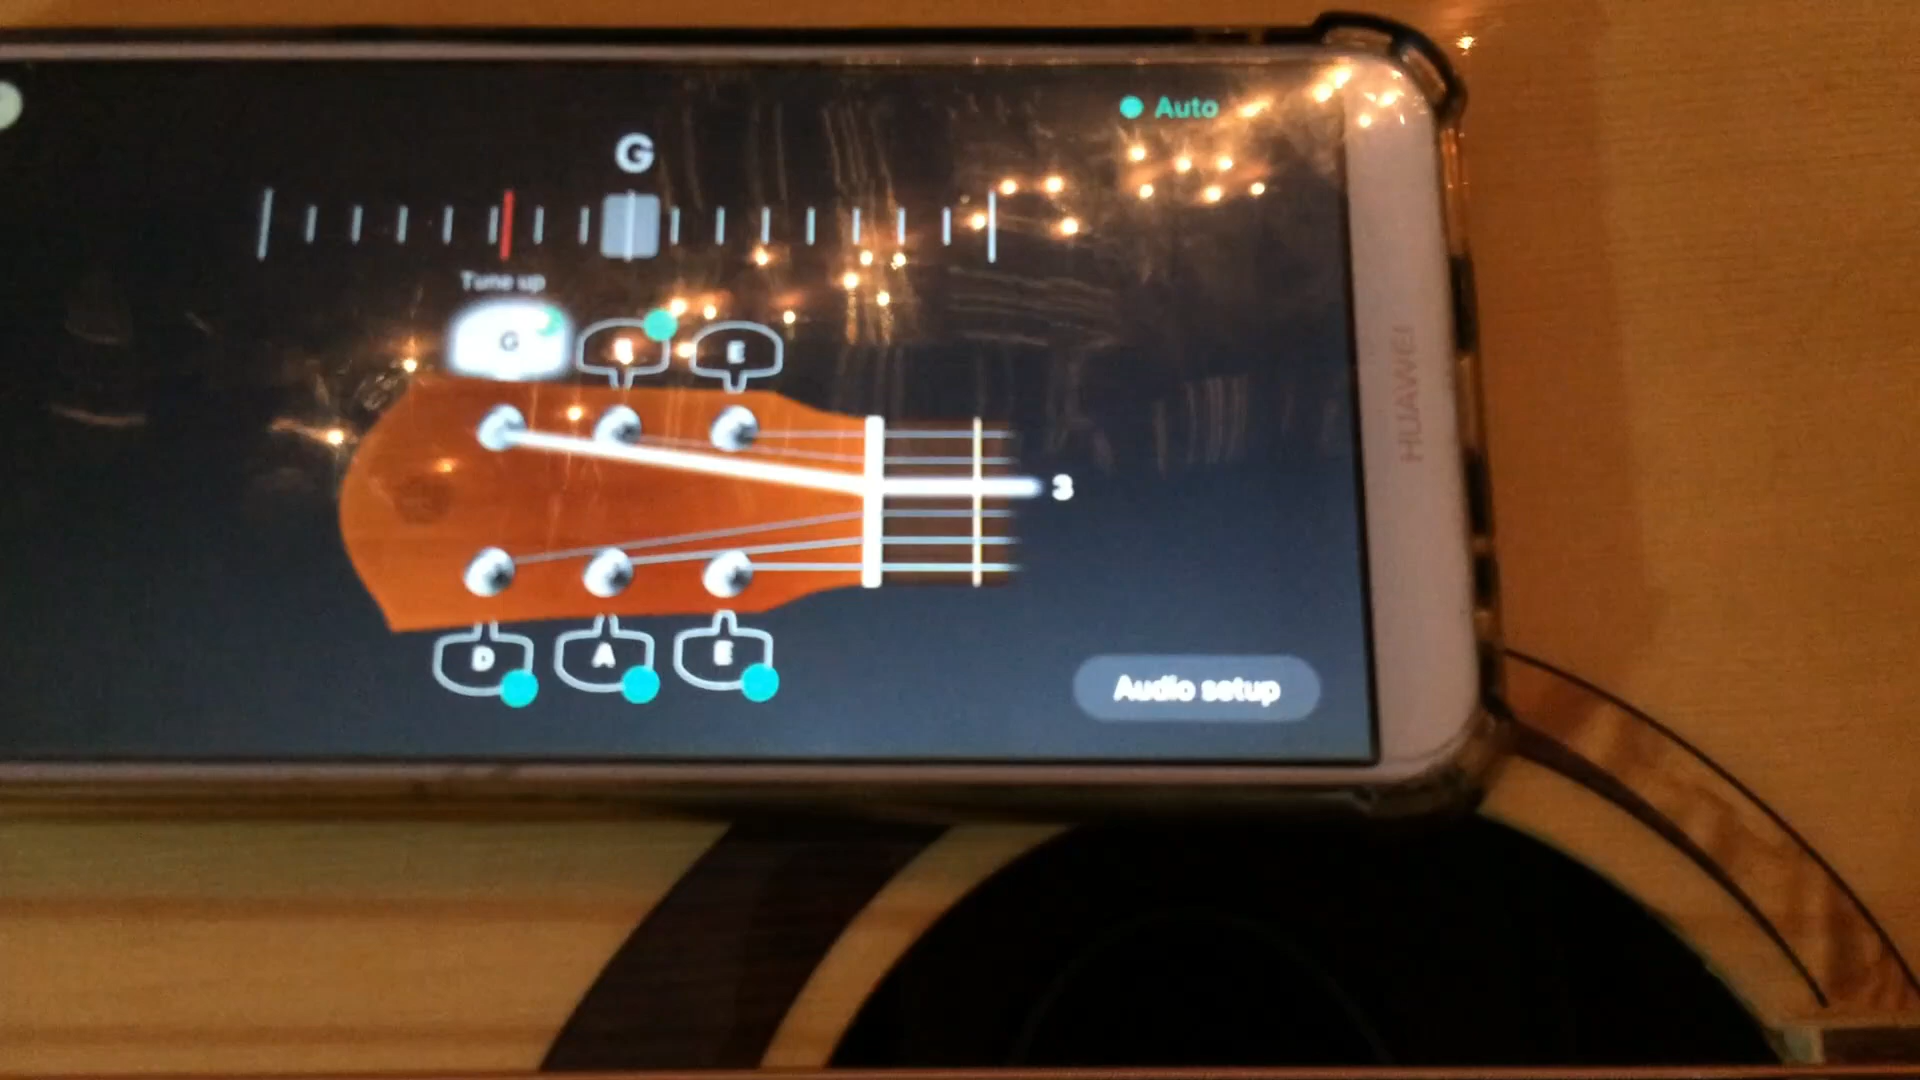 Auto
G
Tune up
G
E
3
D A E
Audio setup
HUAWEI